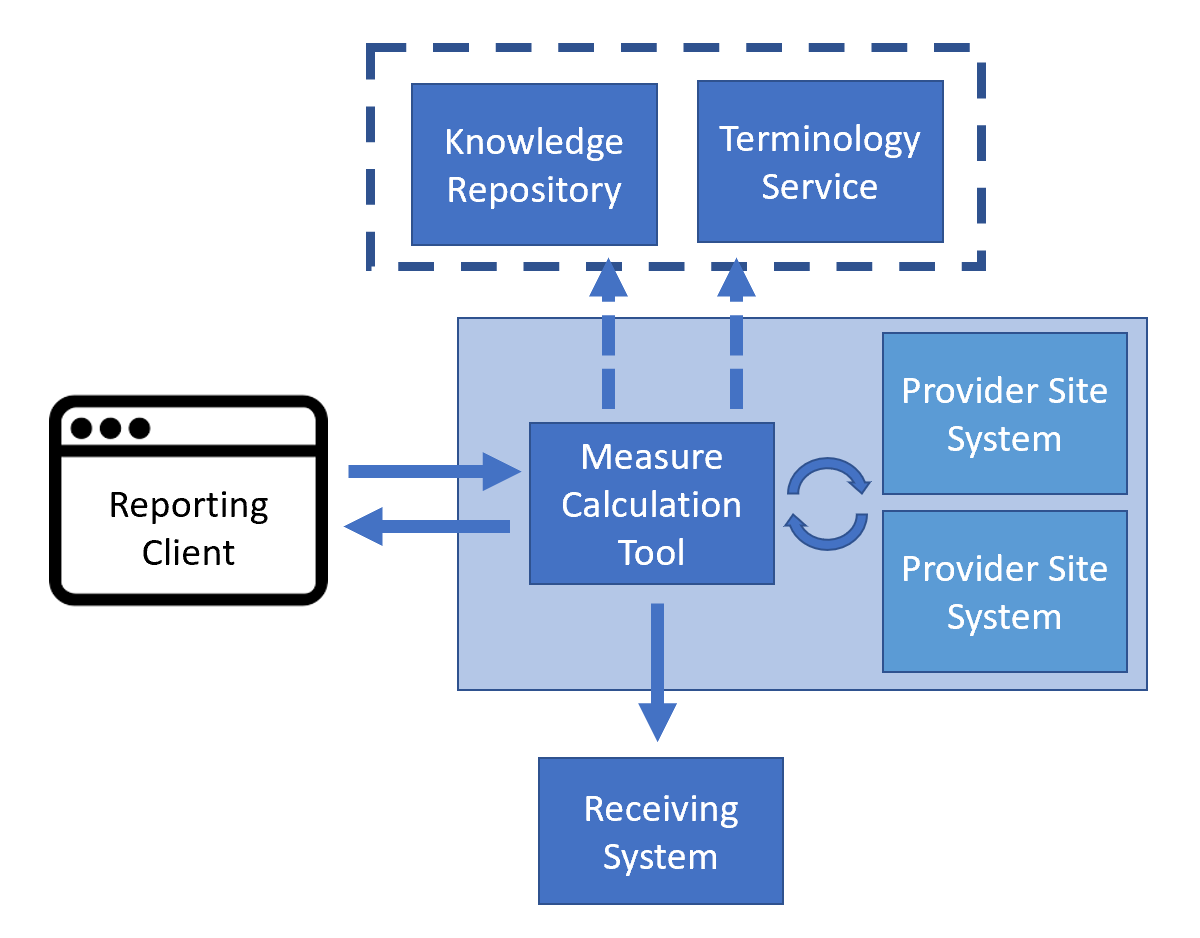 Knowledge
Repository
Terminology
Service
Provider Site
System
Measure
Calculation
Tool
Reporting
Client
Provider Site
System
Receiving
System